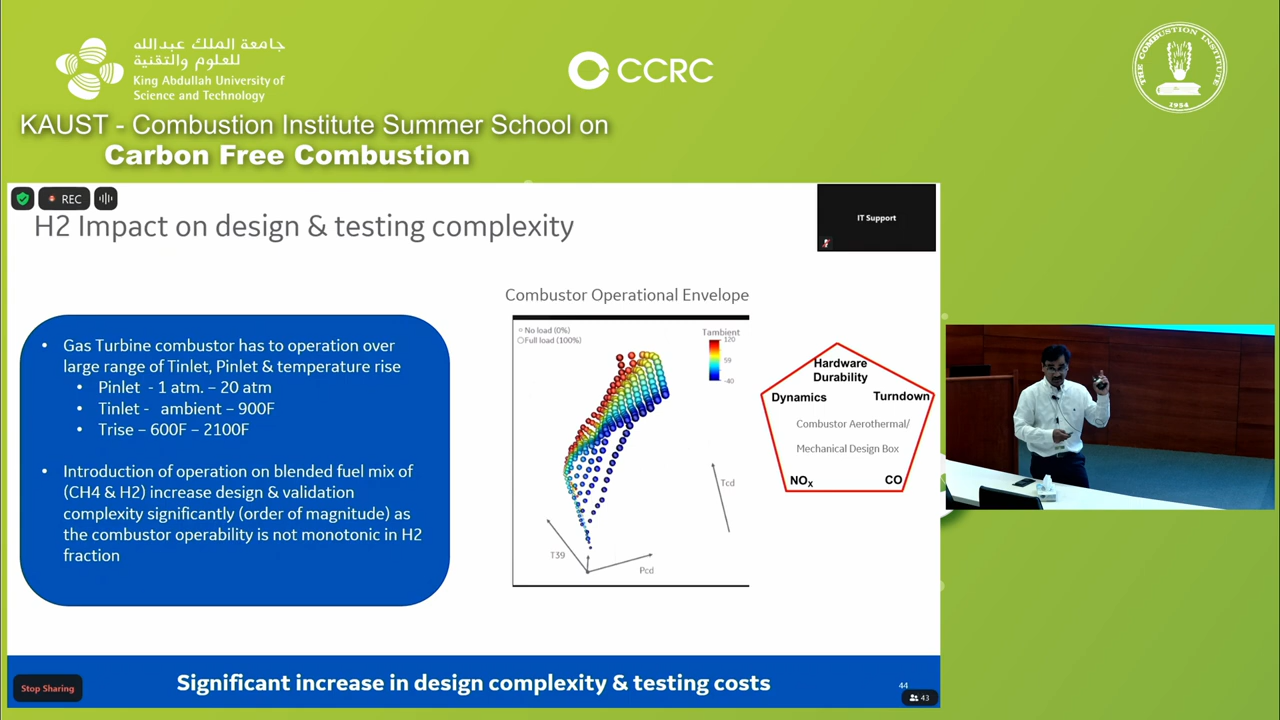 جامعة الملك عبدالله
للعلوم والتقنية
King Abdullah University of
Science and Technology
CCRC
THE COMBUSTION INSTITUTE
1954
KAUST - Combustion Institute Summer School on
Carbon Free Combustion
REC
IT Support
H2 Impact on design & testing complexity
• Gas Turbine combustor has to operation over
large range of Tinlet, Pinlet & temperature rise
• Pinlet - 1 atm. – 20 atm
• Tinlet - ambient – 900F
• Trise – 600F – 2100F
• Introduction of operation on blended fuel mix of
(CH4 & H2) increase design & validation
complexity significantly (order of magnitude) as
the combustor operability is not monotonic in H2
fraction
Combustor Operational Envelope
No load (0%)
Full load (100%)
Tambient
120
59
-40
T39
Pcd
Tcd
Hardware
Durability
Dynamics
Turndown
Combustor Aerothermal/
Mechanical Design Box
NOx
CO
Significant increase in design complexity & testing costs
44
Stop Sharing
43